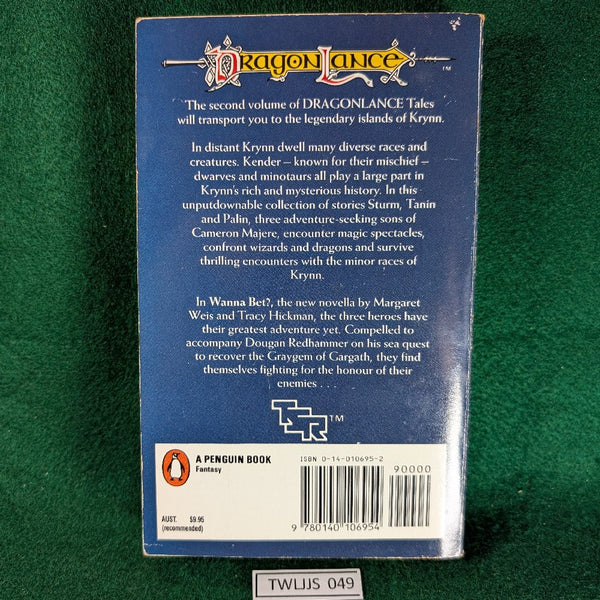 DRAGONLANCE
TM
The second volume of DRAGONLANCE Tales
will transport you to the legendary islands of Krynn.
In distant Krynn dwell many diverse races and
creatures. Kender – known for their mischief –
dwarves and minotaurs all play a large part in
Krynn's rich and mysterious history. In this
unputdownable collection of stories Sturm, Tanin
and Palin, three adventure-seeking sons of
Cameron Majere, encounter magic spectacles,
confront wizards and dragons and survive
thrilling encounters with the minor races of
Krynn.
In Wanna Bet?, the new novella by Margaret
Weis and Tracy Hickman, the three heroes have
their greatest adventure yet. Compelled to
accompany Dougan Redhammer on his sea quest
to recover the Graygem of Gargath, they find
themselves fighting for the honour of their
enemies . . .
TSR TM
A PENGUIN BOOK
Fantasy
AUST. $9.95
(recommended)
ISBN 0-14-010695-2
90000
9 780140 106954
TWLJJS 049